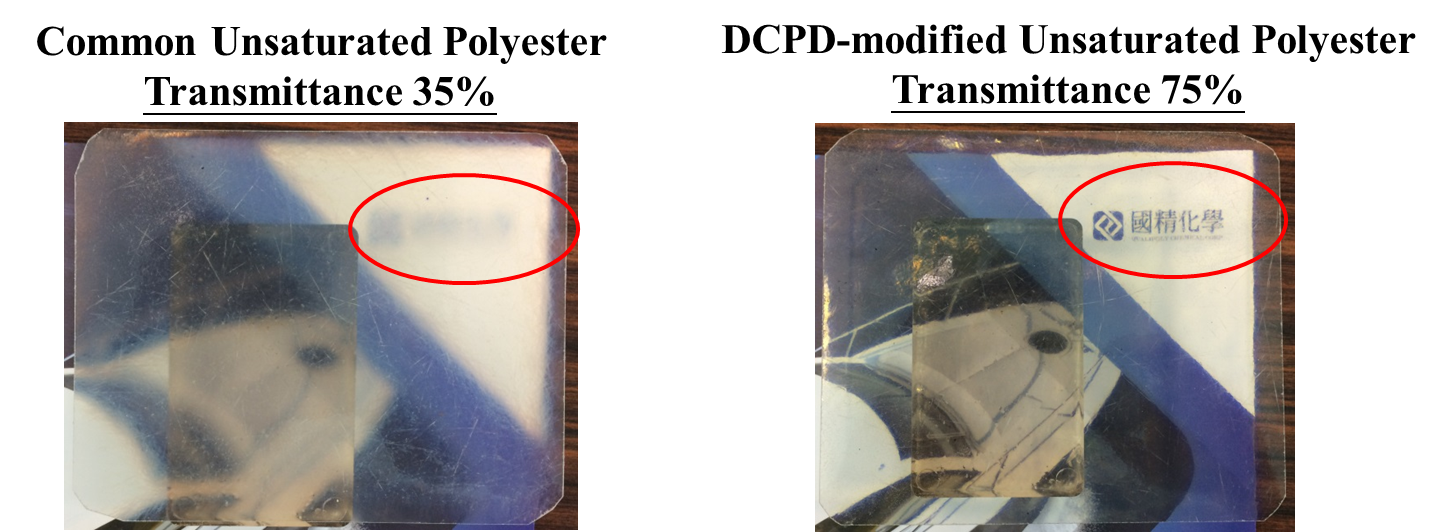 Common Unsaturated Polyester
Transmittance 35%
DCPD-modified Unsaturated Polyester
Transmittance 75%
國精化學